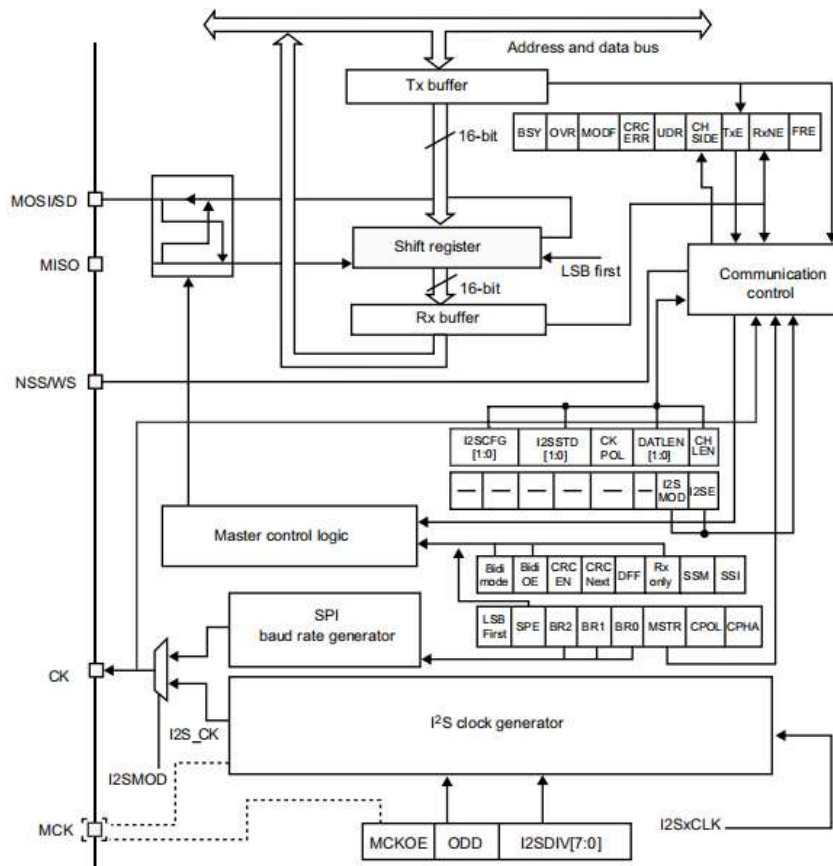 Address and data bus
Tx buffer
16-bit
BSY OVR MODF CRC ERR UDR CH SIDE TxE RxNE FRE
MOSI/SD
Shift register
MISO
LSB first
16-bit
Communication control
Rx buffer
NSS/WS
I2SCFG [1:0] I2SSTD [1:0] CK POL DATLEN [1:0] CH LEN
— — — — — — I2S MOD I2SE
Master control logic
Bidi mode Bidi OE CRC EN CRC Next DFF Rx only SSM SSI
SPI
baud rate generator
LSB First SPE BR2 BR1 BR0 MSTR CPOL CPHA
CK
I2S_CK
I²S clock generator
I2SMOD
MCK
MCKOE ODD I2SDIV[7:0]
I2SxCLK